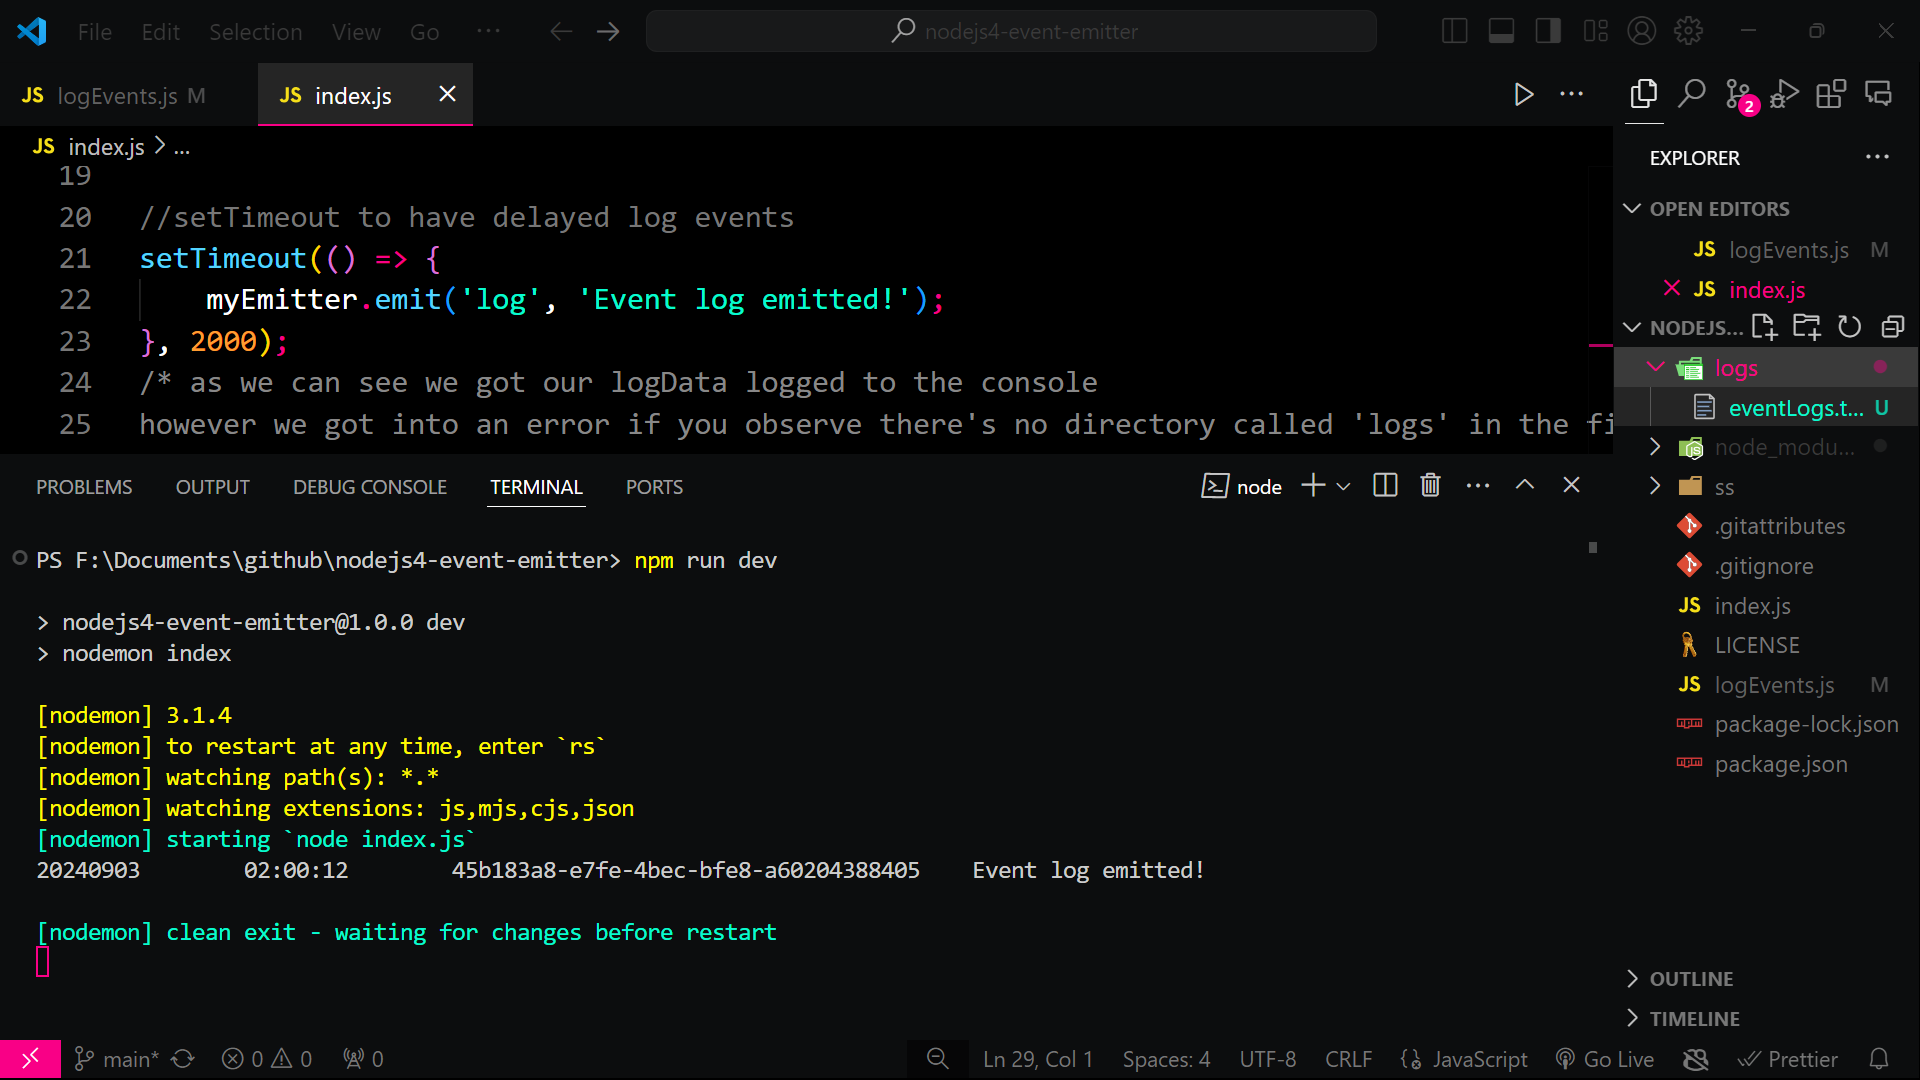 File Edit Selection View Go ... nodejs4-event-emitter
JS logEvents.js M
JS index.js
JS index.js > ...
19
20 //setTimeout to have delayed log events
21 setTimeout(() => {
22 myEmitter.emit('log', 'Event log emitted!');
23 }, 2000);
24 /* as we can see we got our logData logged to the console
25 however we got into an error if you observe there's no directory called 'logs' in the fi
PROBLEMS OUTPUT DEBUG CONSOLE TERMINAL PORTS
node
PS F:\Documents\github\nodejs4-event-emitter> npm run dev
> nodejs4-event-emitter@1.0.0 dev
> nodemon index
[nodemon] 3.1.4
[nodemon] to restart at any time, enter `rs`
[nodemon] watching path(s): *.*
[nodemon] watching extensions: js,mjs,cjs,json
[nodemon] starting `node index.js`
20240903 02:00:12 45b183a8-e7fe-4bec-bfe8-a60204388405 Event log emitted!
[nodemon] clean exit - waiting for changes before restart
2
EXPLORER ...
OPEN EDITORS
JS logEvents.js M
JS index.js
NODEJS...
logs
eventLogs.t... U
node_modu...
ss
.gitattributes
.gitignore
JS index.js
LICENSE
JS logEvents.js M
package-lock.json
package.json
OUTLINE
TIMELINE
main* 0 0 0 Ln 29, Col 1 Spaces: 4 UTF-8 CRLF {} JavaScript Go Live Prettier